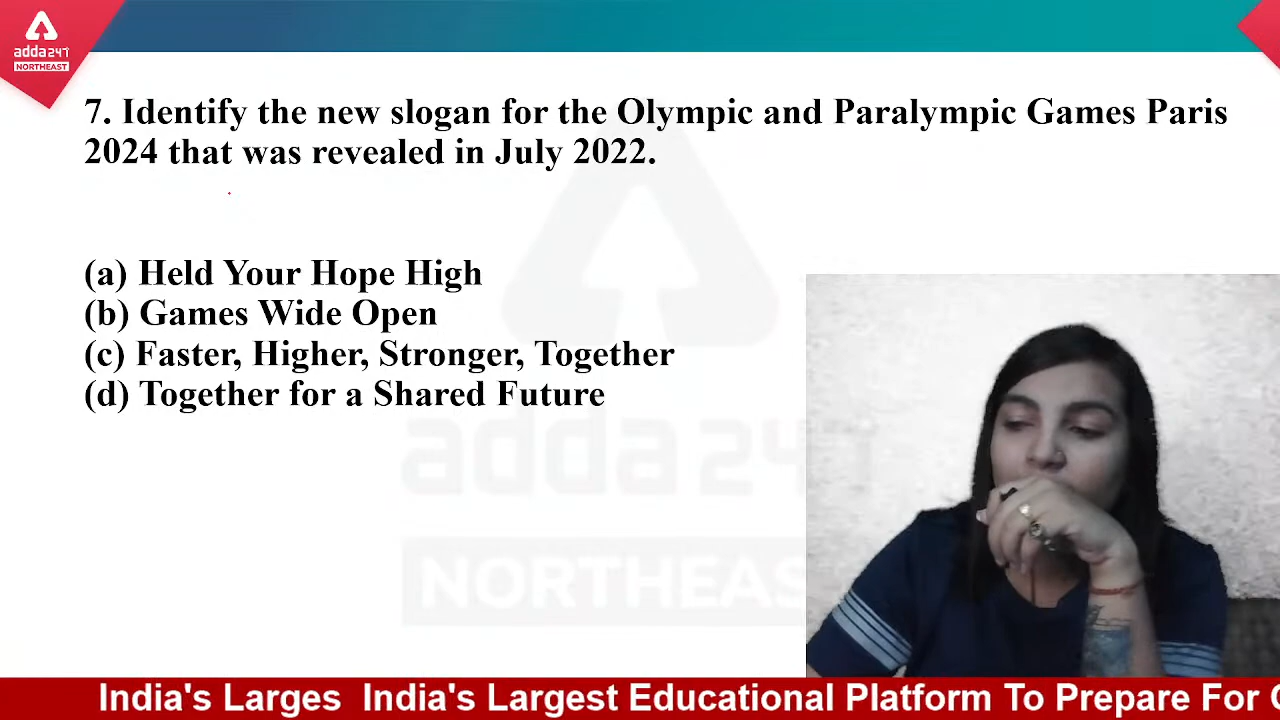 adda247
NORTHEAST
7. Identify the new slogan for the Olympic and Paralympic Games Paris
2024 that was revealed in July 2022.
(a) Held Your Hope High
(b) Games Wide Open
(c) Faster, Higher, Stronger, Together
(d) Together for a Shared Future
adda247
NORTHEAST
India's Larges India's Largest Educational Platform To Prepare For